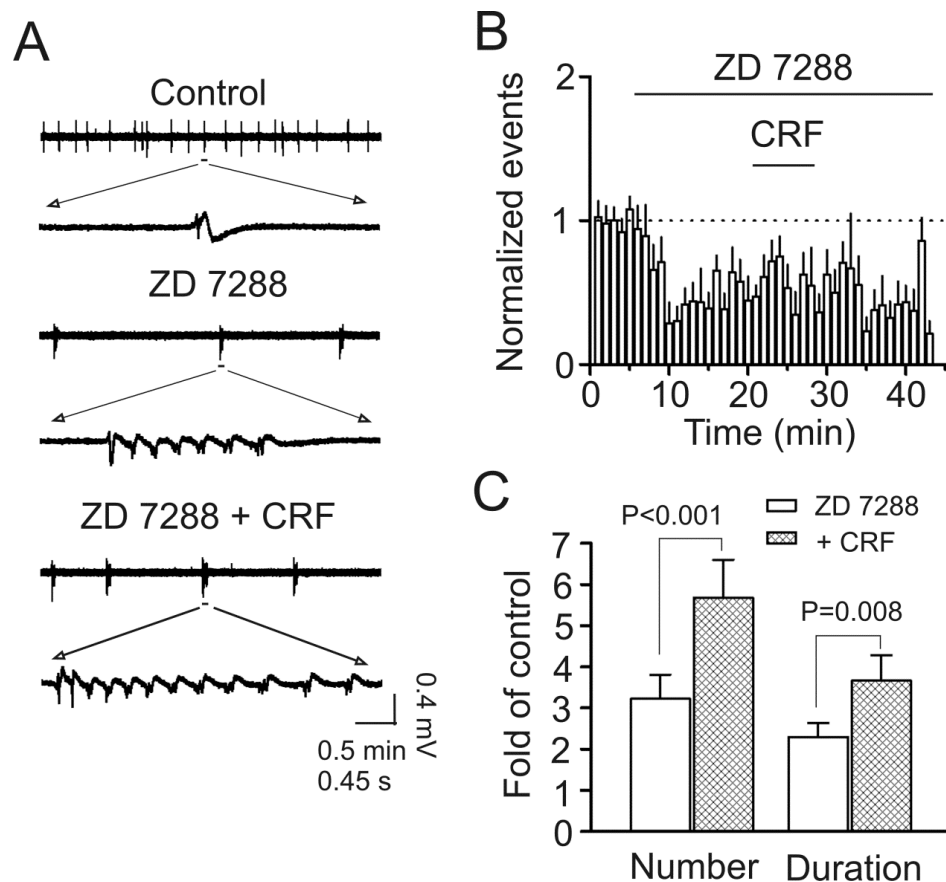 A
Control
ZD 7288
ZD 7288 + CRF
0.4 mV
0.5 min
0.45 s
B
ZD 7288
CRF
Normalized events
2
1
0
0 10 20 30 40
Time (min)
C
ZD 7288
+ CRF
P<0.001
P=0.008
Fold of control
7
6
5
4
3
2
1
0
Number Duration